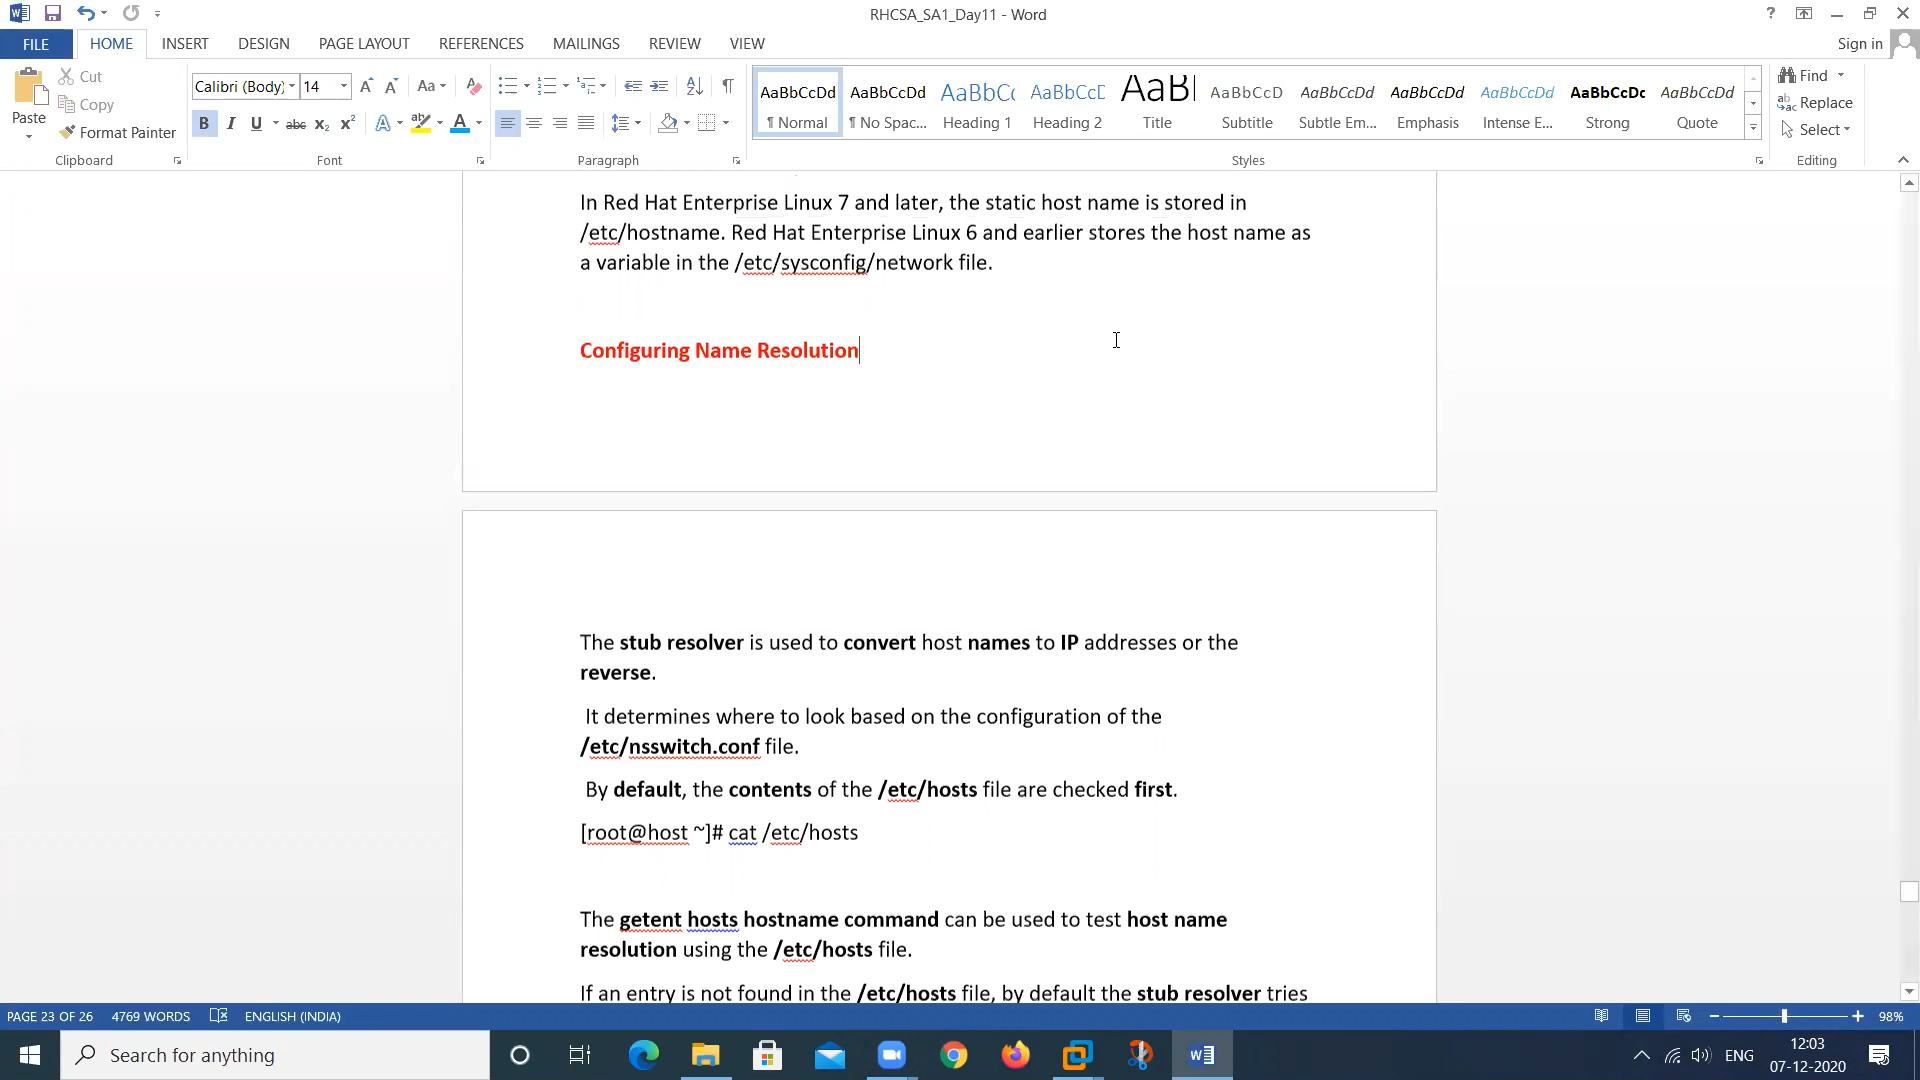 RHCSA_SA1_Day11 - Word
?
FILE HOME INSERT DESIGN PAGE LAYOUT REFERENCES MAILINGS REVIEW VIEW Sign in
Paste
Cut
Copy
Format Painter
Clipboard
Calibri (Body) 14
Font
Paragraph
AaBbCcDd AaBbCcDd AaBbCc AaBbCcD AaBl AaBbCcD AaBbCcDd AaBbCcDd AaBbCcDd AaBbCcDc AaBbCcDd
¶ Normal ¶ No Spac... Heading 1 Heading 2 Title Subtitle Subtle Em... Emphasis Intense E... Strong Quote
Styles
Find
Replace
Select
Editing
In Red Hat Enterprise Linux 7 and later, the static host name is stored in
/etc/hostname. Red Hat Enterprise Linux 6 and earlier stores the host name as
a variable in the /etc/sysconfig/network file.
Configuring Name Resolution
The stub resolver is used to convert host names to IP addresses or the
reverse.
It determines where to look based on the configuration of the
/etc/nsswitch.conf file.
By default, the contents of the /etc/hosts file are checked first.
[root@host ~]# cat /etc/hosts
The getent hosts hostname command can be used to test host name
resolution using the /etc/hosts file.
If an entry is not found in the /etc/hosts file, by default the stub resolver tries
PAGE 23 OF 26 4769 WORDS ENGLISH (INDIA) 98%
Search for anything
ENG
12:03
07-12-2020